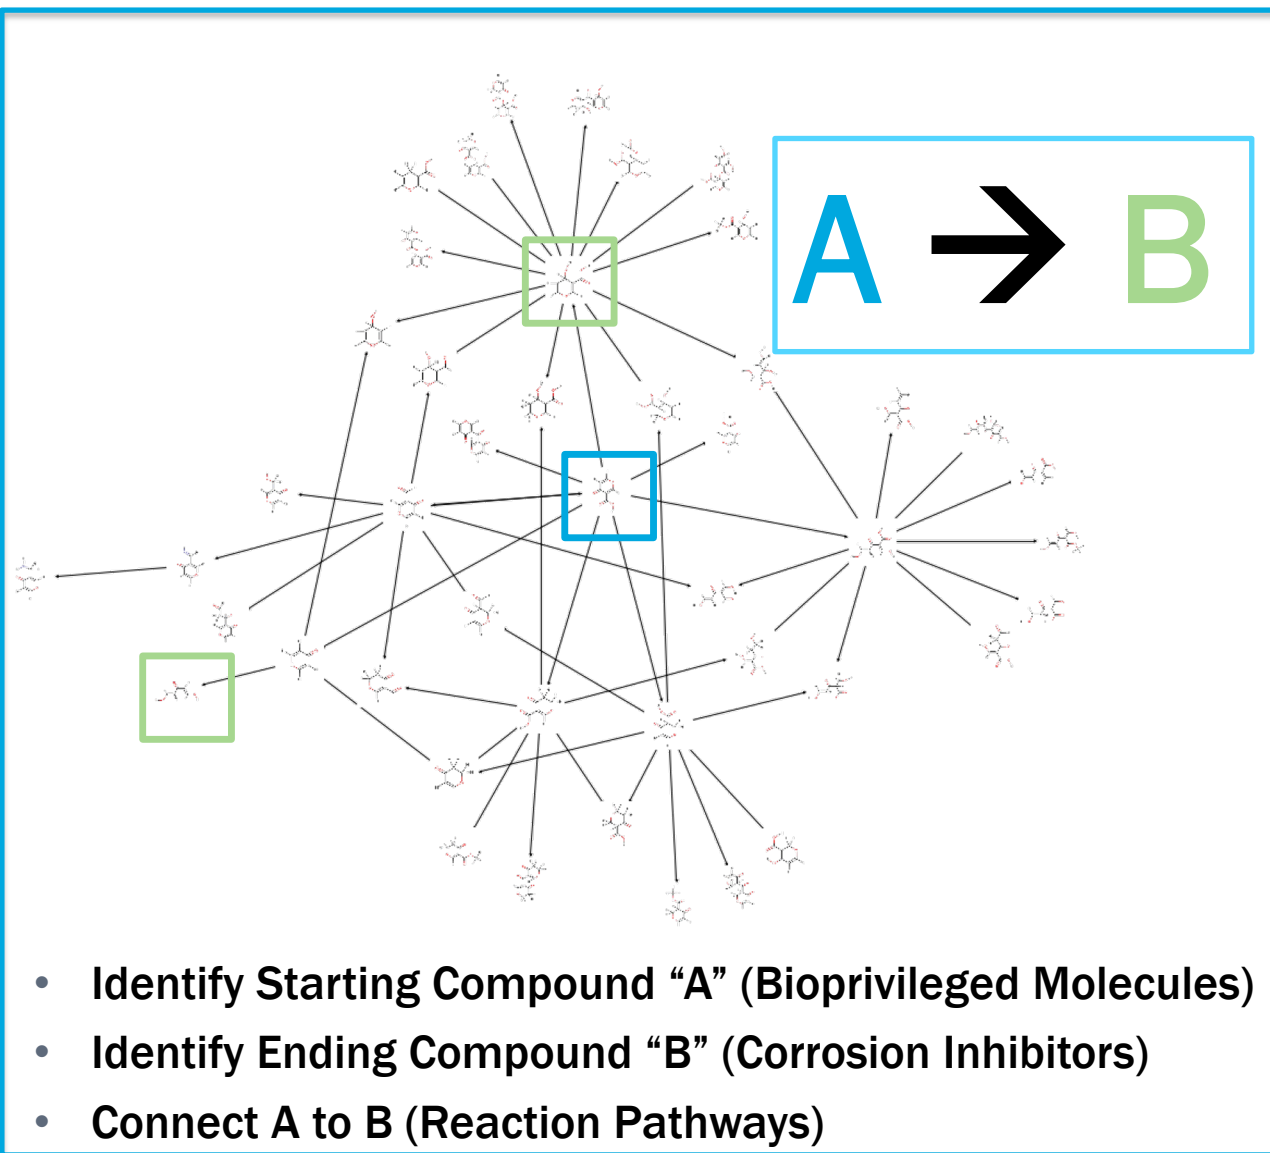 A → B
• Identify Starting Compound “A” (Bioprivileged Molecules)
• Identify Ending Compound “B” (Corrosion Inhibitors)
• Connect A to B (Reaction Pathways)